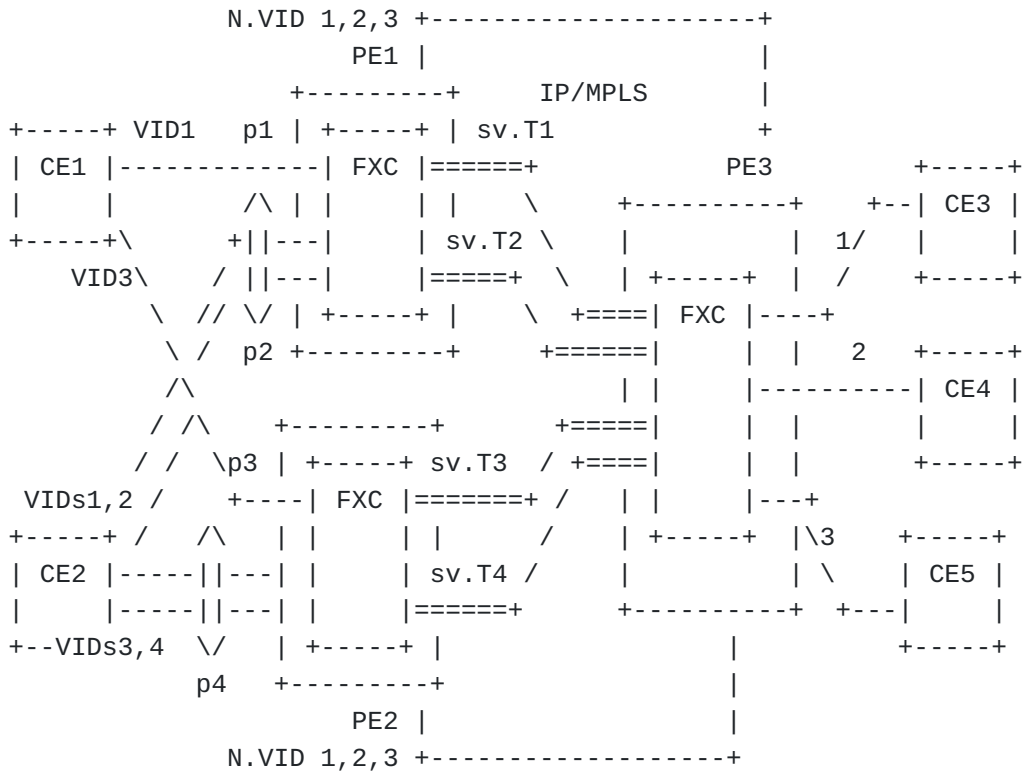 N.VID 1,2,3 +---------------------+
PE1 |                     |
+---------+     IP/MPLS       |
+-----+ VID1   p1 | +-----+ | sv.T1             +
| CE1 |-------------| FXC |======+            PE3         +-----+
|     |        /\ | |     | |    \     +----------+    +--| CE3 |
+-----+\      +||---|     | sv.T2 \    |          |  1/   |     |
VID3\    / ||---|     |=====+  \   | +-----+  |  /    +-----+
\  // \/ | +-----+ |    \  +====| FXC |----+
\ /  p2 +---------+     +======|     |  |   2   +-----+
/\                           | |     |----------| CE4 |
/ /\    +---------+       +=====|     |  |       |     |
/ /  \p3 | +-----+ sv.T3  / +====|     |  |       +-----+
VIDs1,2 /    +----| FXC |=======+ /   | |     |---+
+-----+ /   /\   | |     | |      /    | +-----+  |\3    +-----+
| CE2 |-----||---| |     | sv.T4 /     |          | \    | CE5 |
|     |-----||---| |     |======+      +----------+  +---|     |
+--VIDs3,4  \/   | +-----+ |                  |          +-----+
p4   +---------+                  |
PE2 |                   |
N.VID 1,2,3 +-------------------+